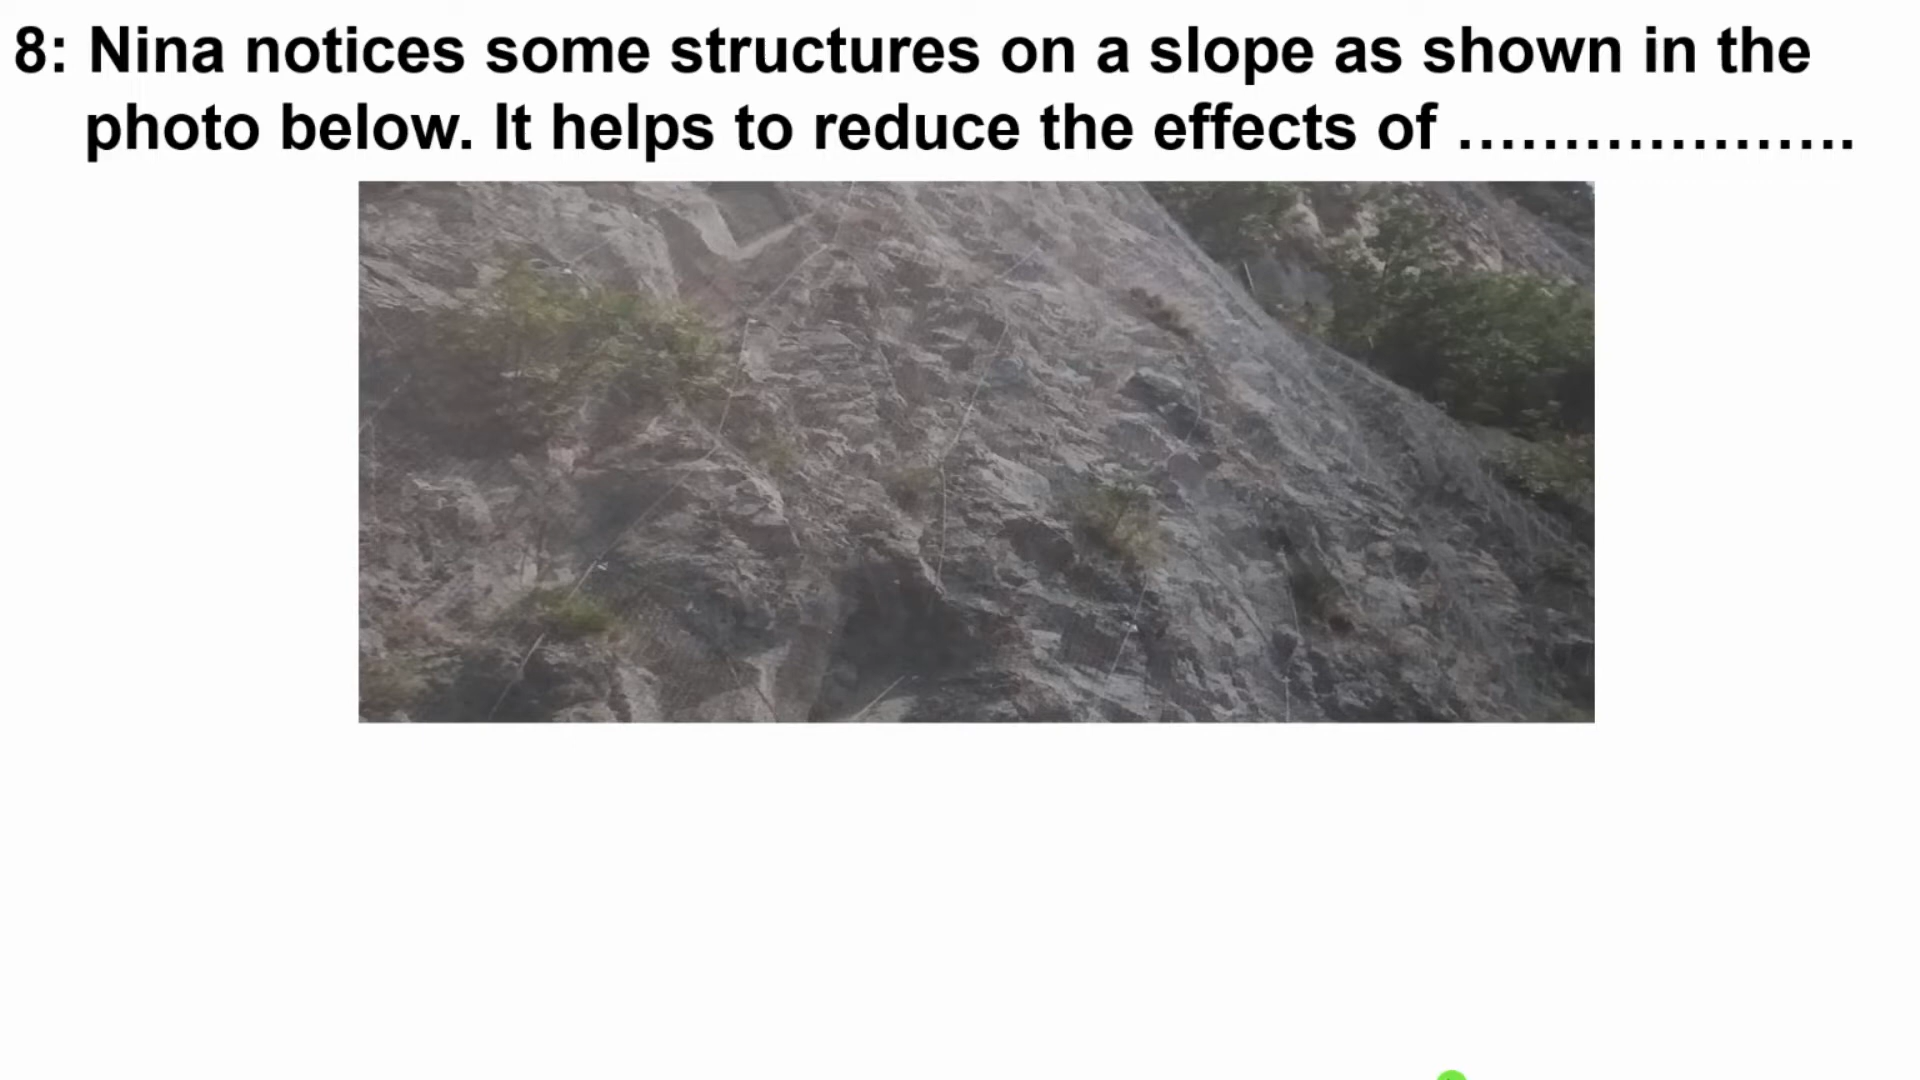 8: Nina notices some structures on a slope as shown in the
photo below. It helps to reduce the effects of ……………….